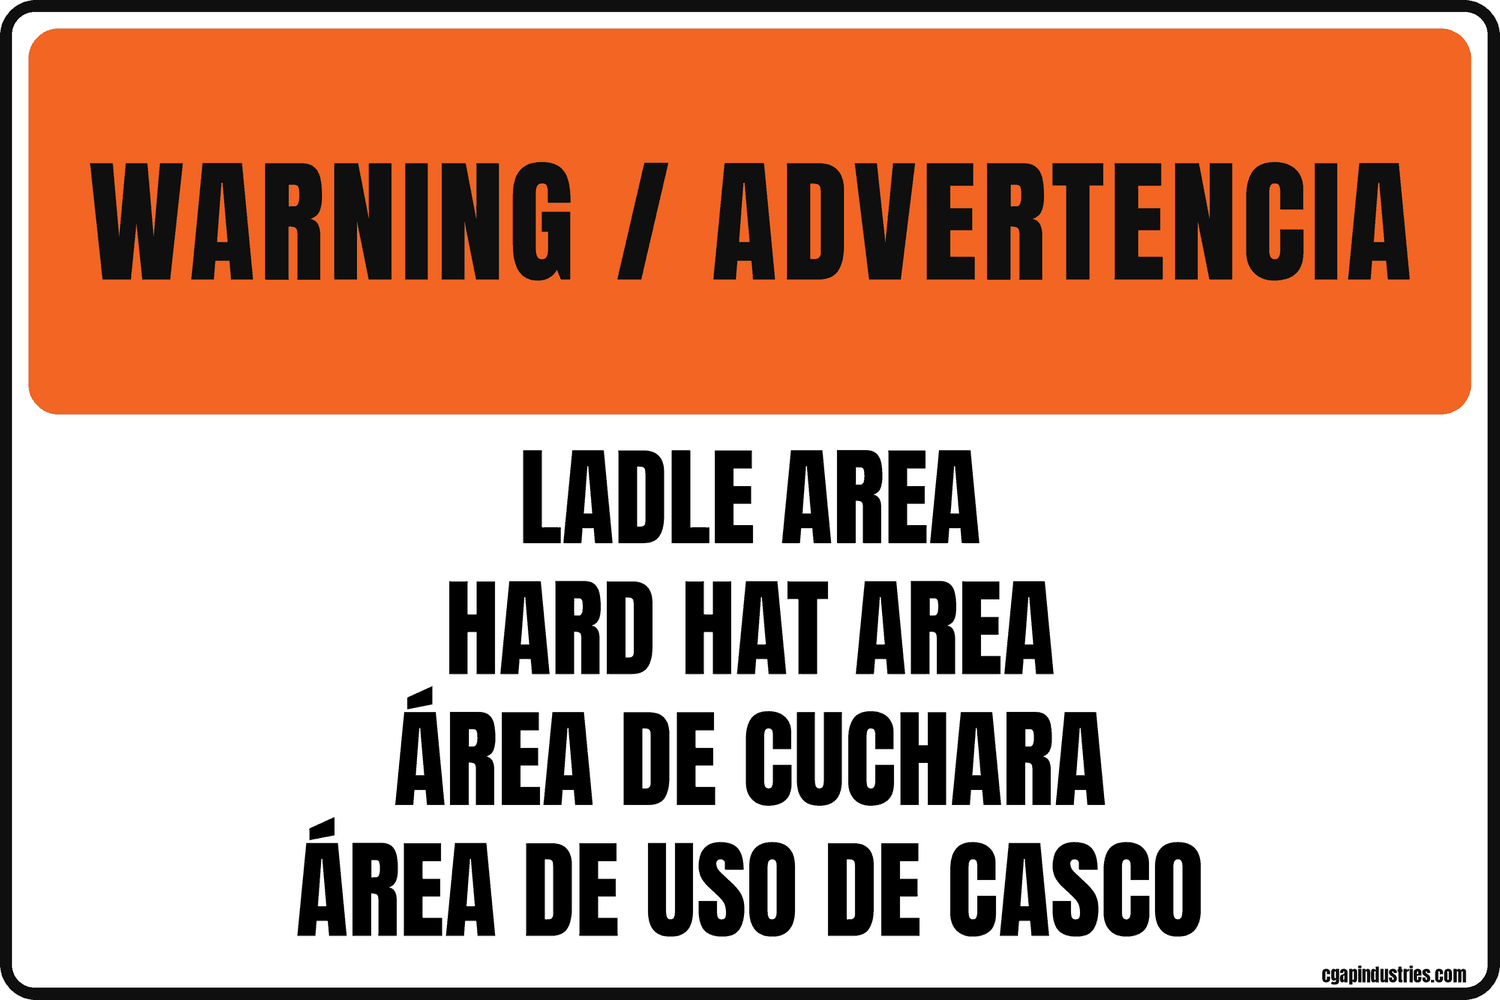 WARNING / ADVERTENCIA
LADLE AREA
HARD HAT AREA
ÁREA DE CUCHARA
ÁREA DE USO DE CASCO
cgapindustries.com